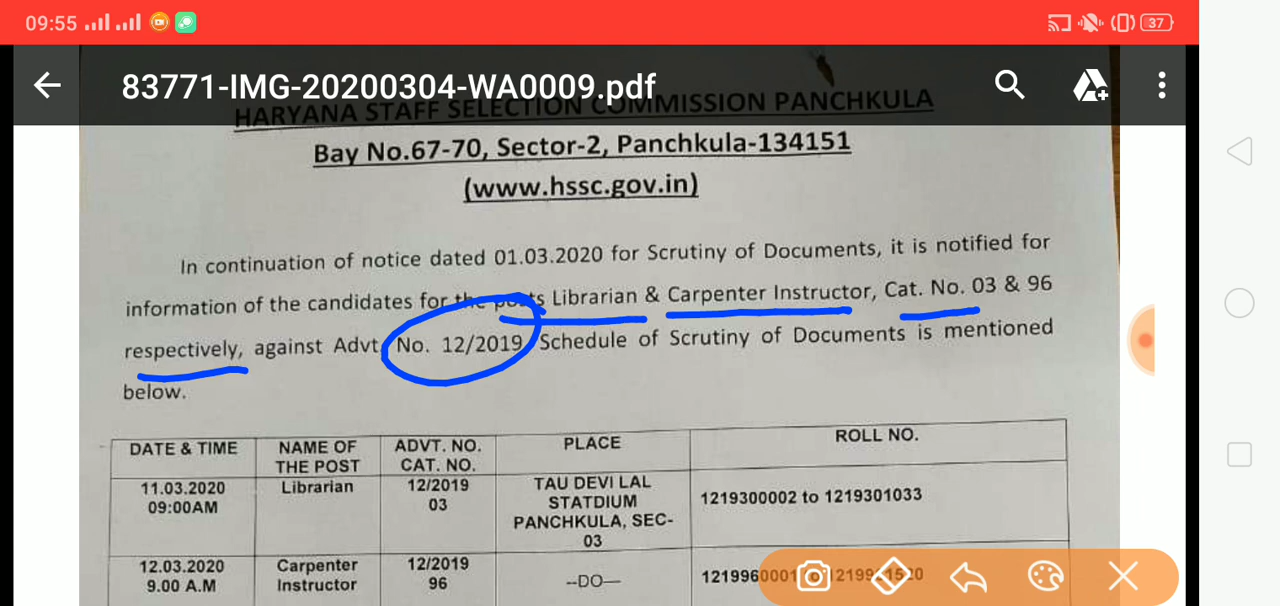 09:55
37
83771-IMG-20200304-WA0009.pdf
HARYANA STAFF SELECTION COMMISSION PANCHKULA
Bay No.67-70, Sector-2, Panchkula-134151
(www.hssc.gov.in)
In continuation of notice dated 01.03.2020 for Scrutiny of Documents, it is notified for
information of the candidates for the posts Librarian & Carpenter Instructor, Cat. No. 03 & 96
respectively, against Advt. No. 12/2019 Schedule of Scrutiny of Documents is mentioned
below.
DATE & TIME NAME OF THE POST ADVT. NO. CAT. NO. PLACE ROLL NO.
11.03.2020 09:00AM Librarian 12/2019 03 TAU DEVI LAL STATDIUM PANCHKULA, SEC-03 1219300002 to 1219301033
12.03.2020 9.00 A.M Carpenter Instructor 12/2019 96 --DO—